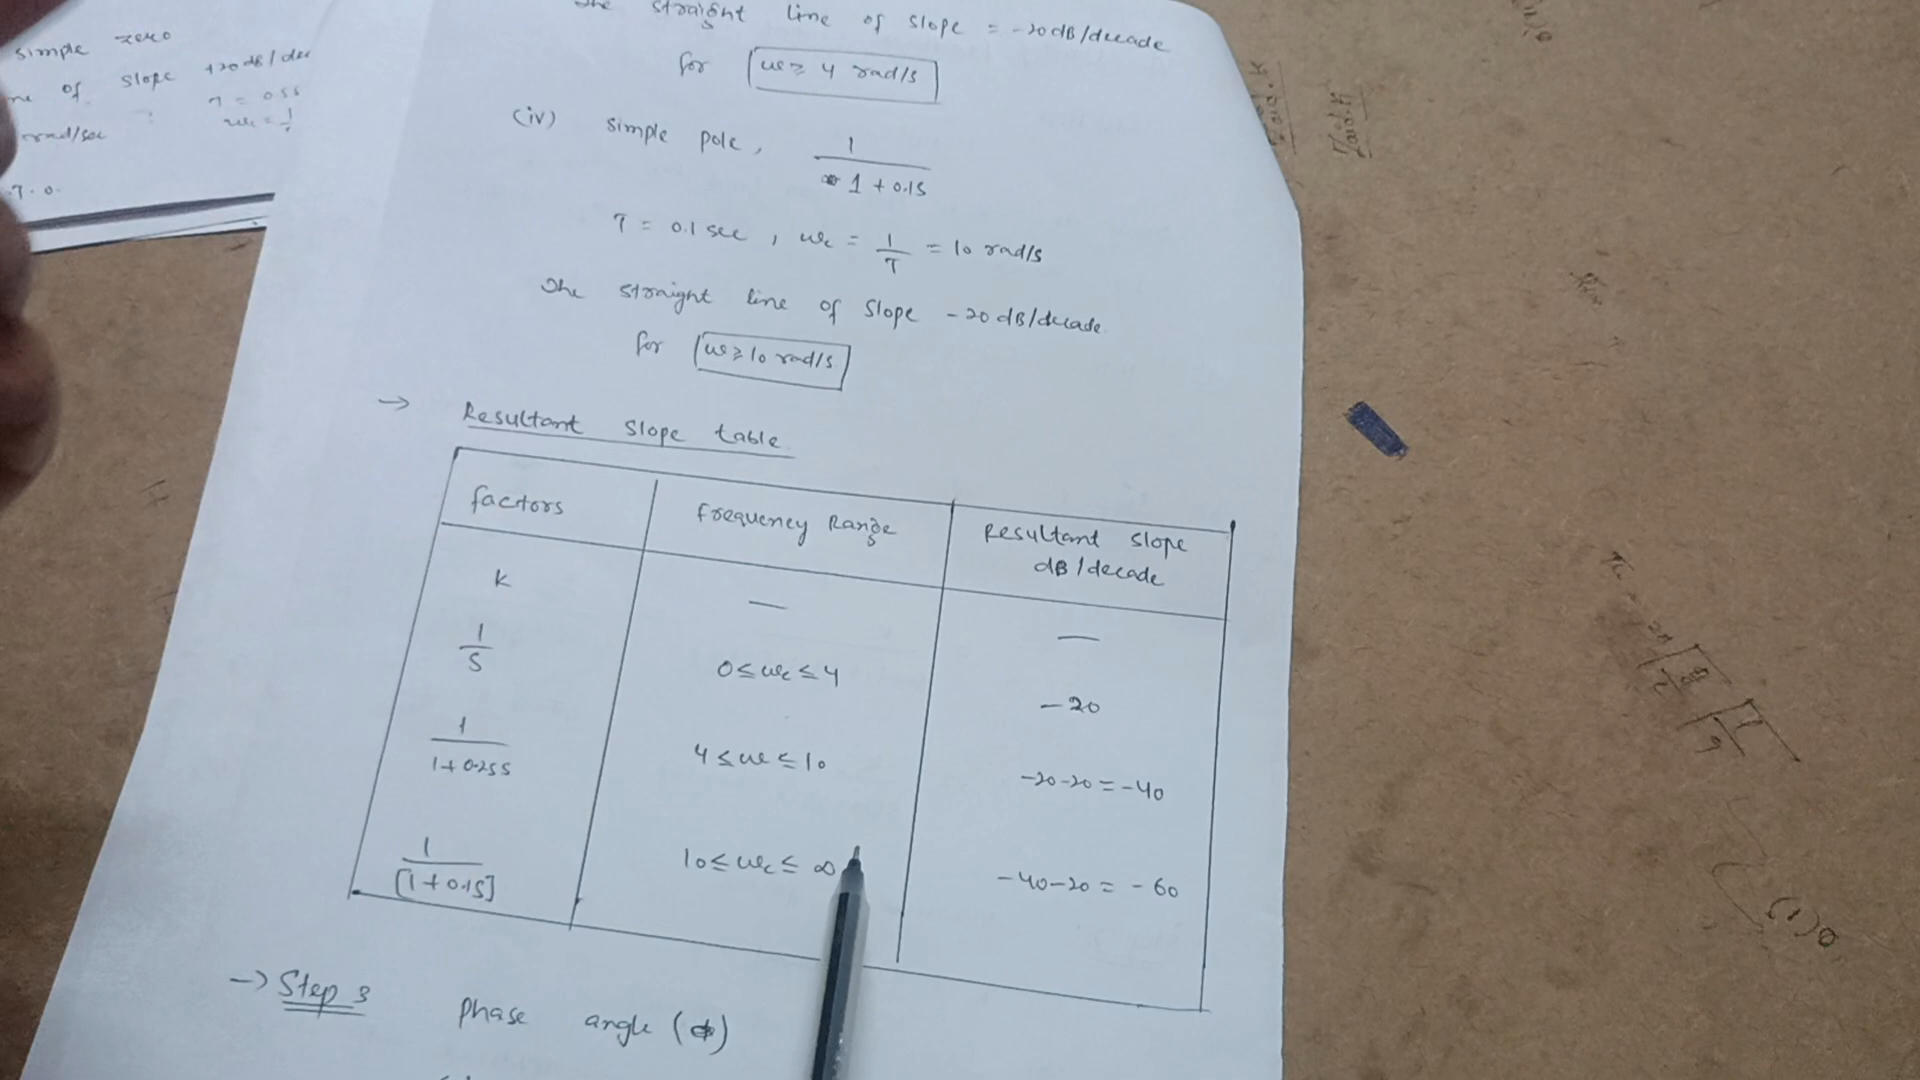 simple zero
of slope +20 dB/dec
rad/sec
The straight line of slope = -20dB/decade
for ωc ≥ 4 rad/s
(iv) simple pole, 1/(1+0.1S)
T = 0.1 sec, ωc = 1/T = 10 rad/s
The straight line of slope -20 dB/decade
for ωc ≥ 10 rad/s
→ Resultant slope table
factors Frequency Range Resultant slope dB/decade
K — —
1/S 0 ≤ ωc ≤ 4 -20
1/(1+0.25S) 4 ≤ ωc ≤ 10 -20-20 = -40
1/[1+0.1S] 10 ≤ ωc ≤ ∞ -40-20 = -60
→ Step 3 Phase angle (ϕ)